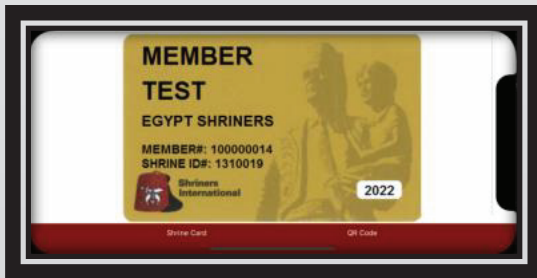 MEMBER
TEST
EGYPT SHRINERS
MEMBER#: 100000014
SHRINE ID#: 1310019
Shriners
International
2022
Shrine Card
QR Code